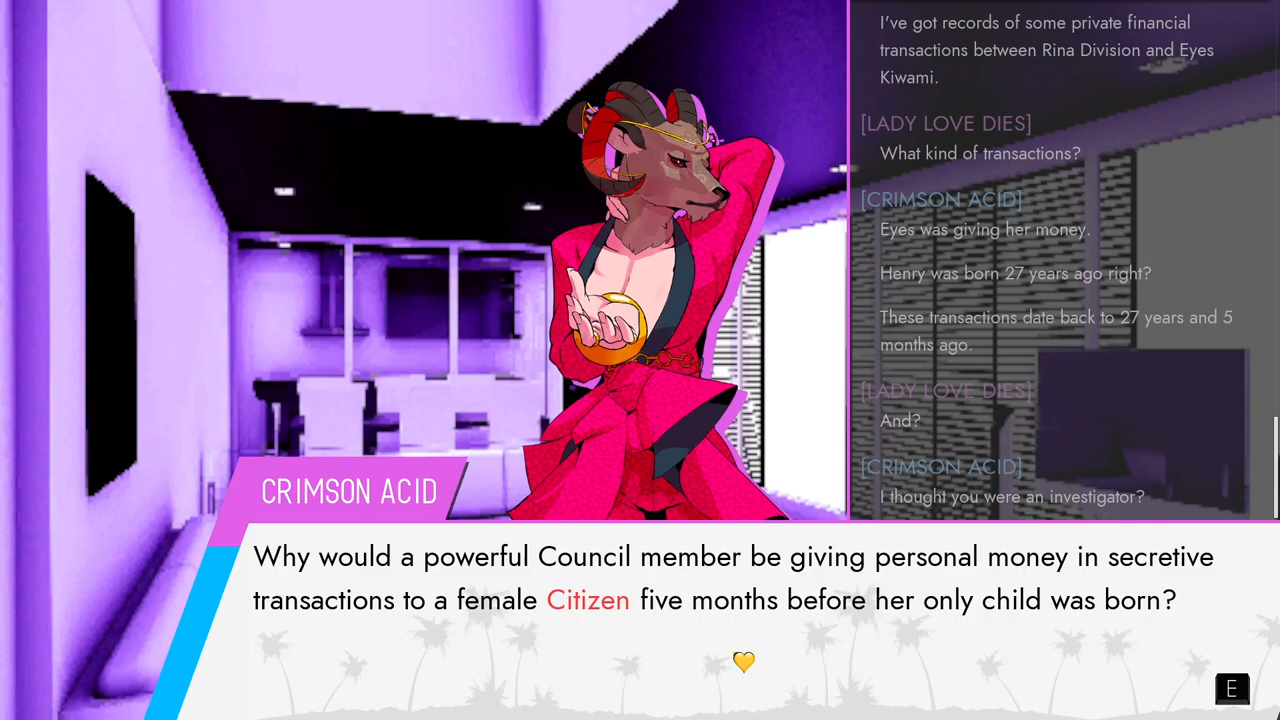 I've got records of some private financial
transactions between Rina Division and Eyes
Kiwami.
[LADY LOVE DIES]
What kind of transactions?
[CRIMSON ACID]
Eyes was giving her money.
Henry was born 27 years ago right?
These transactions date back to 27 years and 5
months ago.
[LADY LOVE DIES]
And?
[CRIMSON ACID]
I thought you were an investigator?
CRIMSON ACID
Why would a powerful Council member be giving personal money in secretive
transactions to a female Citizen five months before her only child was born?
E